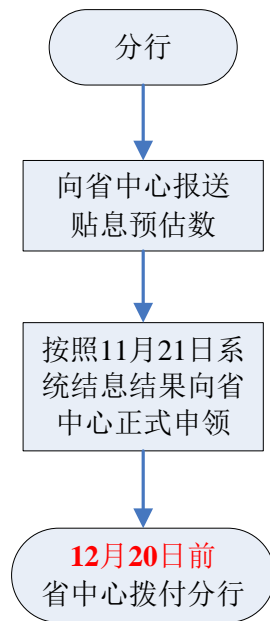 分行
向省中心报送
贴息预估数
按照11月21日系
统结息结果向省
中心正式申领
12月20日前
省中心拨付分行